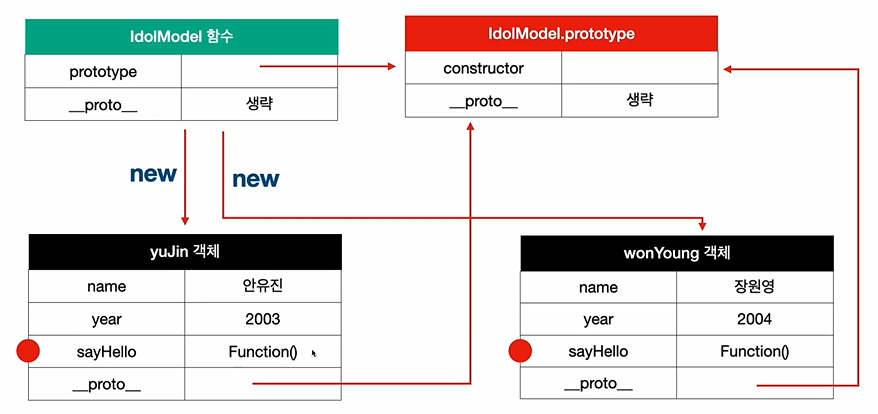 IdolModel 함수
prototype
__proto__ 생략
IdolModel.prototype
constructor
__proto__ 생략
new
new
yuJin 객체
name 안유진
year 2003
sayHello Function()
__proto__
wonYoung 객체
name 장원영
year 2004
sayHello Function()
__proto__